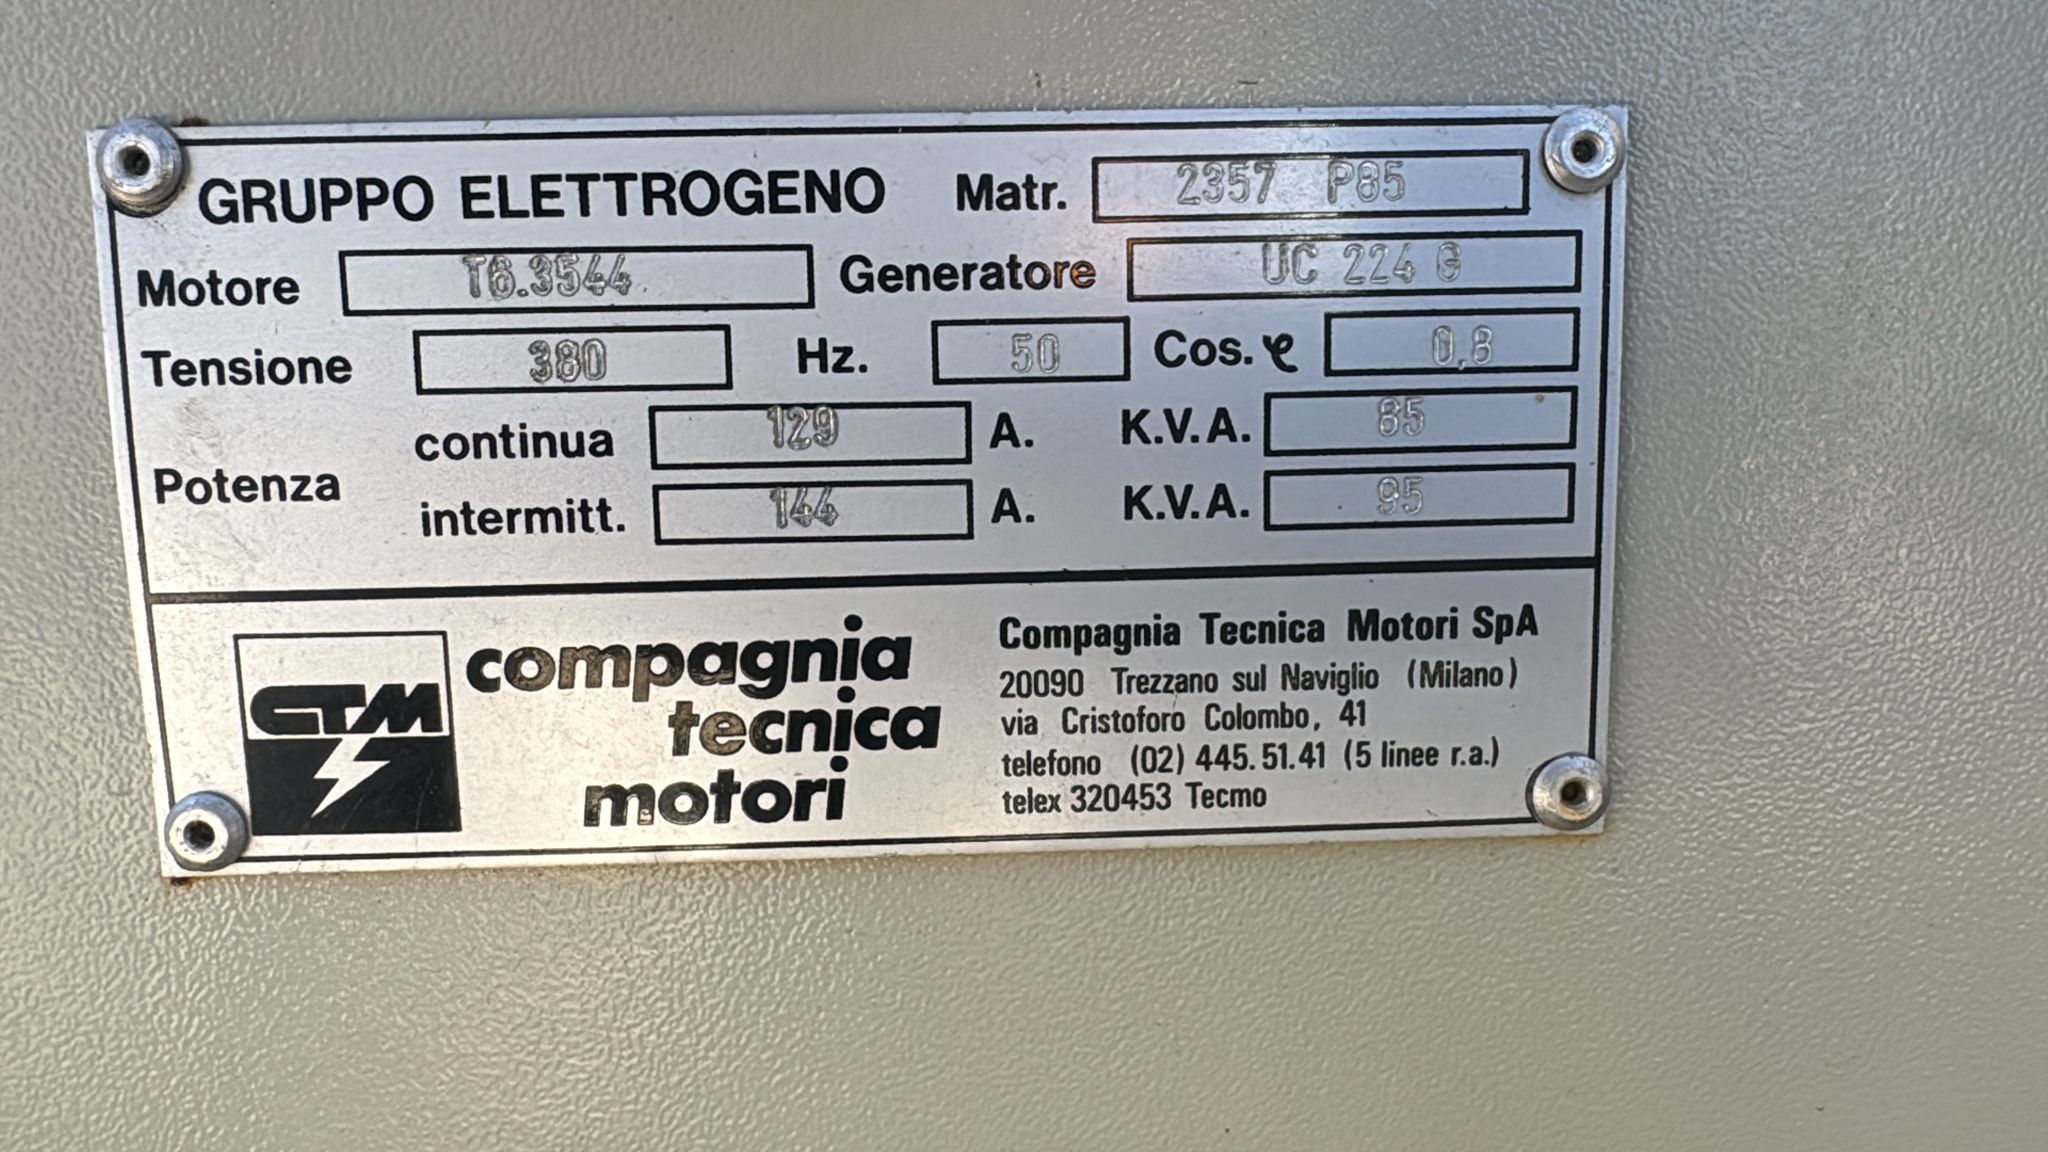 GRUPPO ELETTROGENO Matr. 2357 P85
Motore T6.3544 Generatore UC 224 G
Tensione 380 Hz. 50 Cos. φ 0,8
Potenza continua 129 A. K.V.A. 85
intermitt. 144 A. K.V.A. 95
CTM
compagnia
tecnica
motori
Compagnia Tecnica Motori SpA
20090 Trezzano sul Naviglio (Milano)
via Cristoforo Colombo, 41
telefono (02) 445.51.41 (5 linee r.a.)
telex 320453 Tecmo